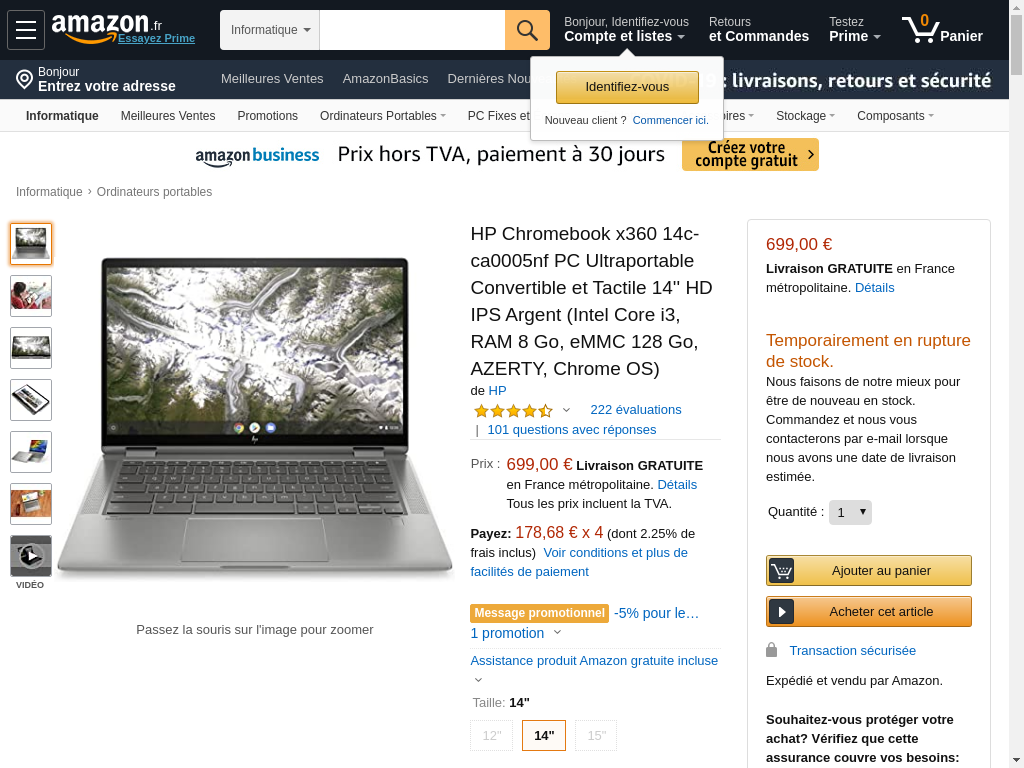 amazon.fr
Essayez Prime
Informatique
Bonjour, Identifiez-vous
Compte et listes
Retours
et Commandes
Testez
Prime
0
Panier
Bonjour
Entrez votre adresse
Meilleures Ventes
AmazonBasics
Dernières Nou
: livraisons, retours et sécurité
Identifiez-vous
Nouveau client ? Commencer ici.
Informatique
Meilleures Ventes
Promotions
Ordinateurs Portables
PC Fixes et
Stockage
Composants
amazon business
Prix hors TVA, paiement à 30 jours
Créez votre
compte gratuit
Informatique › Ordinateurs portables
HP Chromebook x360 14c-
ca0005nf PC Ultraportable
Convertible et Tactile 14" HD
IPS Argent (Intel Core i3,
RAM 8 Go, eMMC 128 Go,
AZERTY, Chrome OS)
de HP
222 évaluations
| 101 questions avec réponses
Prix : 699,00 € Livraison GRATUITE
en France métropolitaine. Détails
Tous les prix incluent la TVA.
Payez: 178,68 € x 4 (dont 2.25% de
frais inclus) Voir conditions et plus de
facilités de paiement
Message promotionnel -5% pour le…
1 promotion
Assistance produit Amazon gratuite incluse
Taille: 14"
12"
14"
15"
VIDÉO
Passez la souris sur l'image pour zoomer
699,00 €
Livraison GRATUITE en France
métropolitaine. Détails
Temporairement en rupture
de stock.
Nous faisons de notre mieux pour
être de nouveau en stock.
Commandez et nous vous
contacterons par e-mail lorsque
nous avons une date de livraison
estimée.
Quantité : 1
Ajouter au panier
Acheter cet article
Transaction sécurisée
Expédié et vendu par Amazon.
Souhaitez-vous protéger votre
achat? Vérifiez que cette
assurance couvre vos besoins: